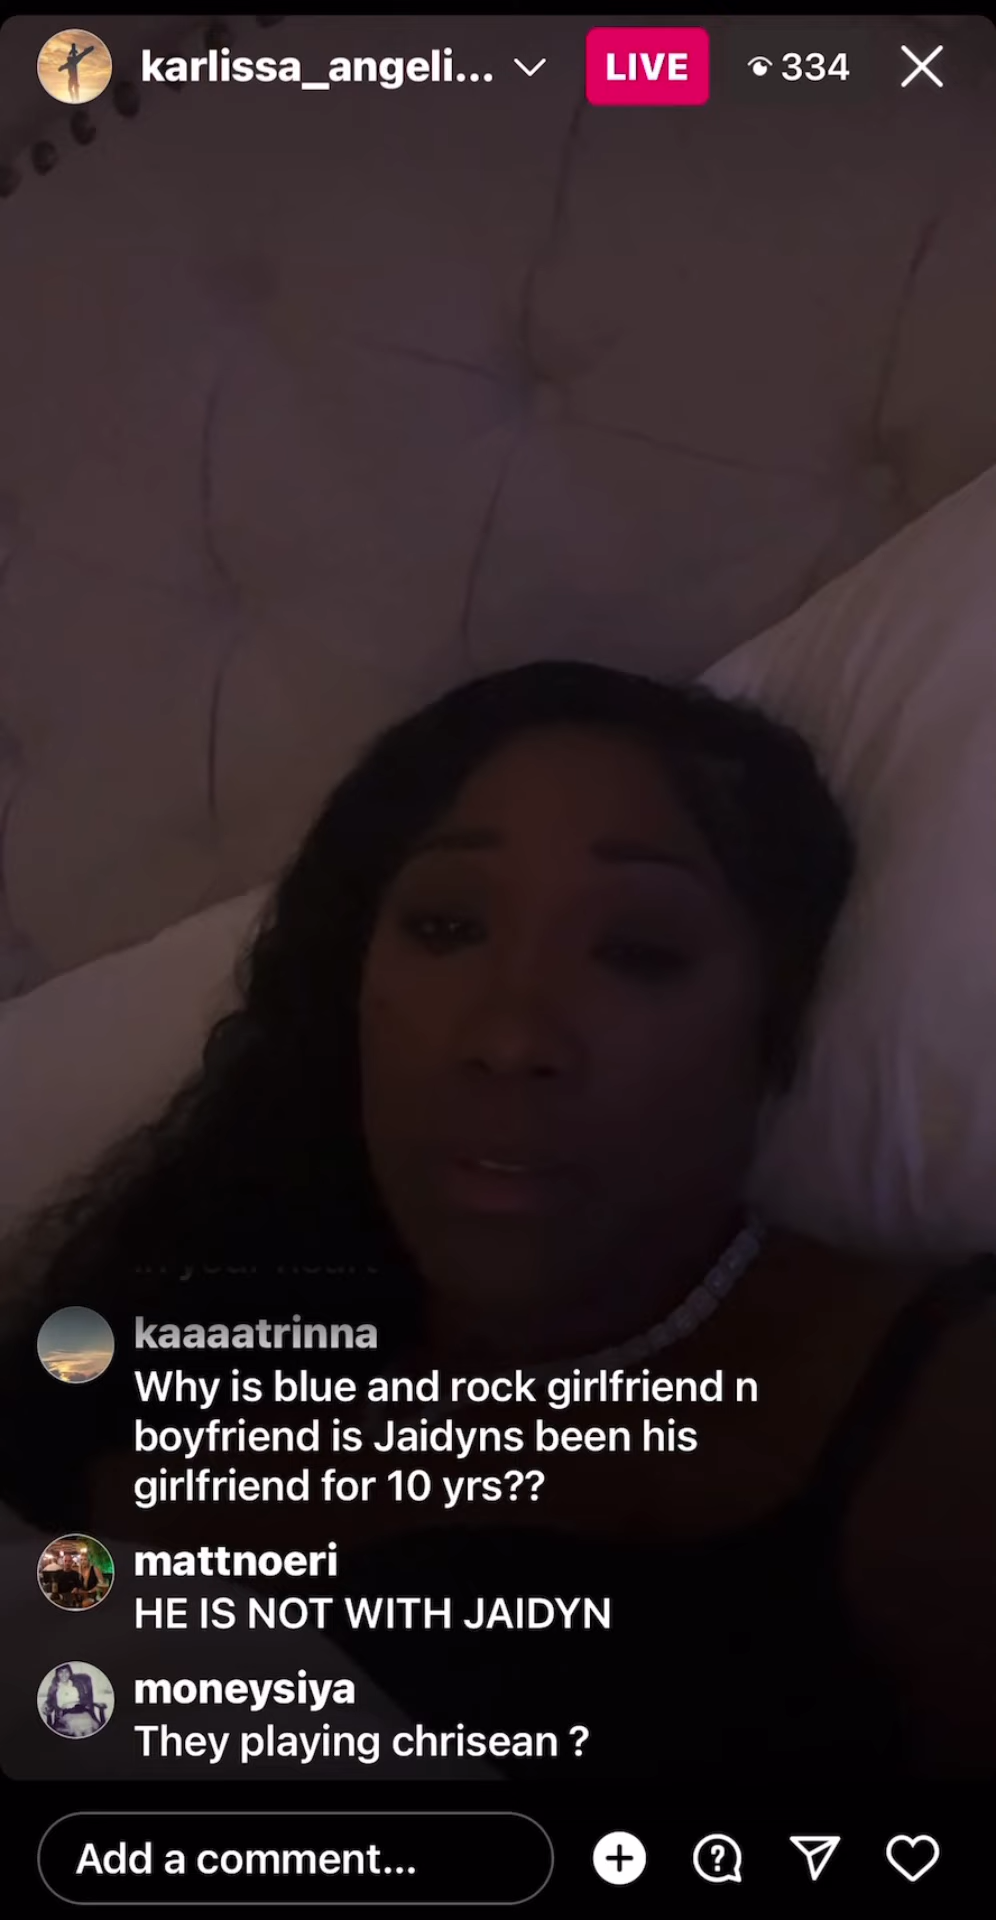 karlissa_angeli...
LIVE
334
kaaaatrinna
Why is blue and rock girlfriend n
boyfriend is Jaidyns been his
girlfriend for 10 yrs??
mattnoeri
HE IS NOT WITH JAIDYN
moneysiya
They playing chrisean ?
Add a comment...